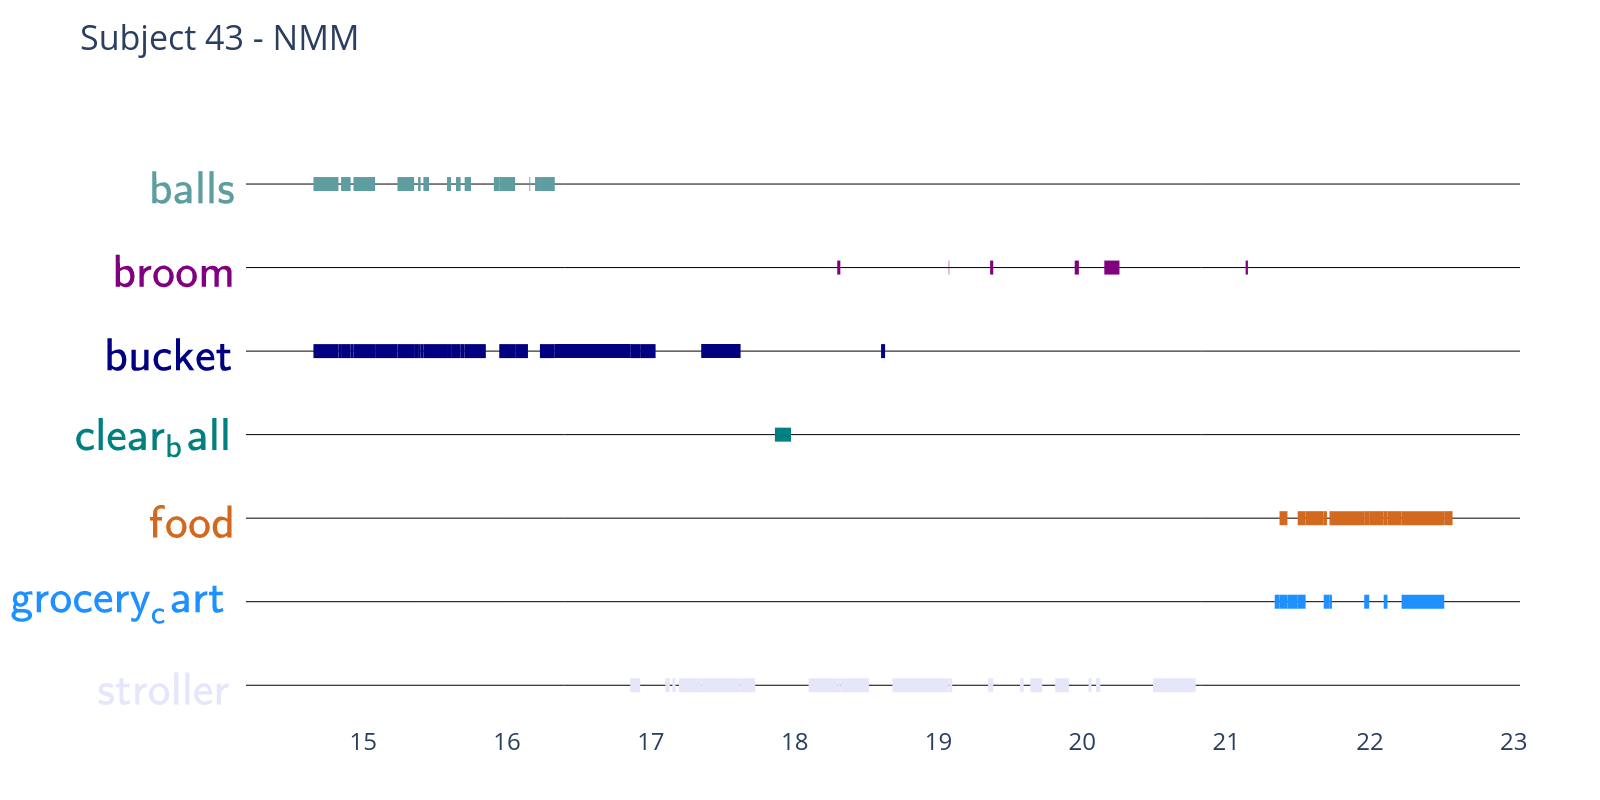 Subject 43 - NMM
balls
broom
bucket
clear_ball
food
grocery_cart
stroller
15 16 17 18 19 20 21 22 23